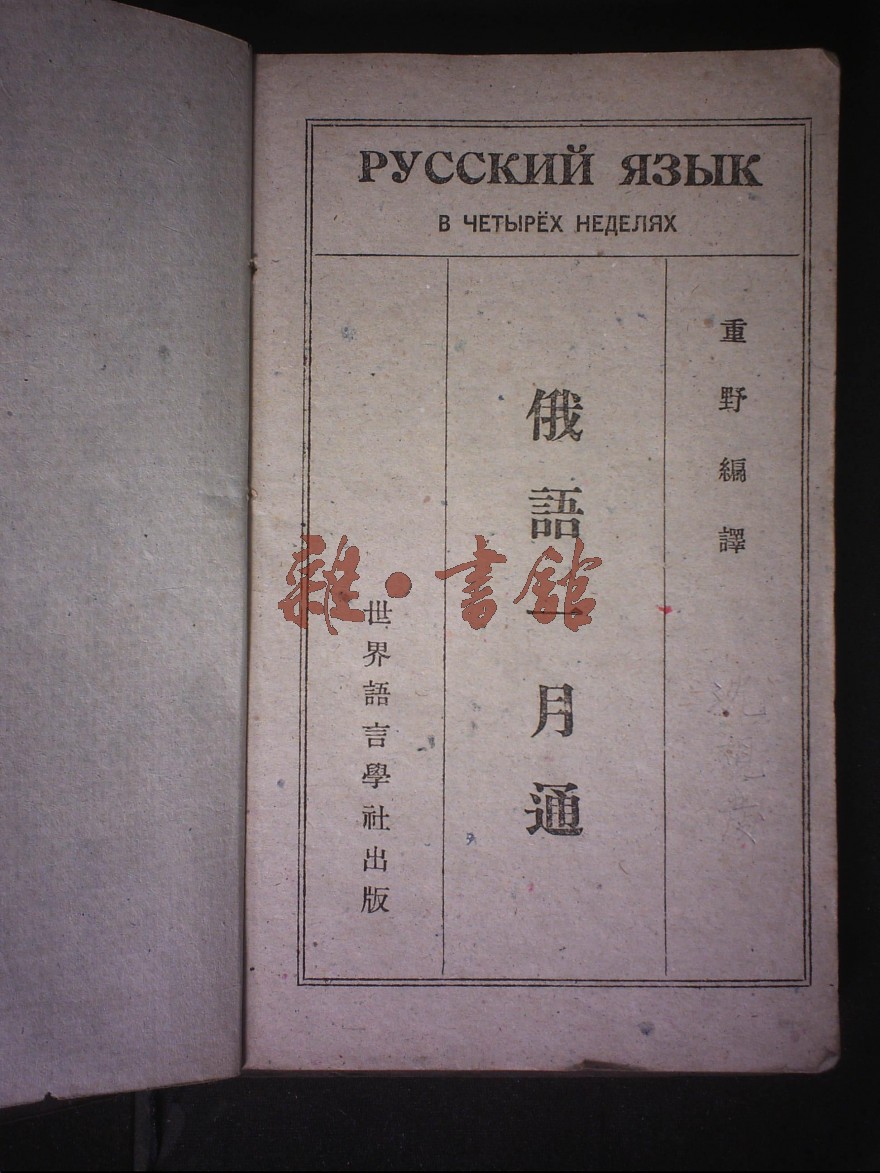 РУССКИЙ ЯЗЫК
В ЧЕТЫРЁХ НЕДЕЛЯХ
重野編譯
俄語一月通
世界語言學社出版
雜·書館